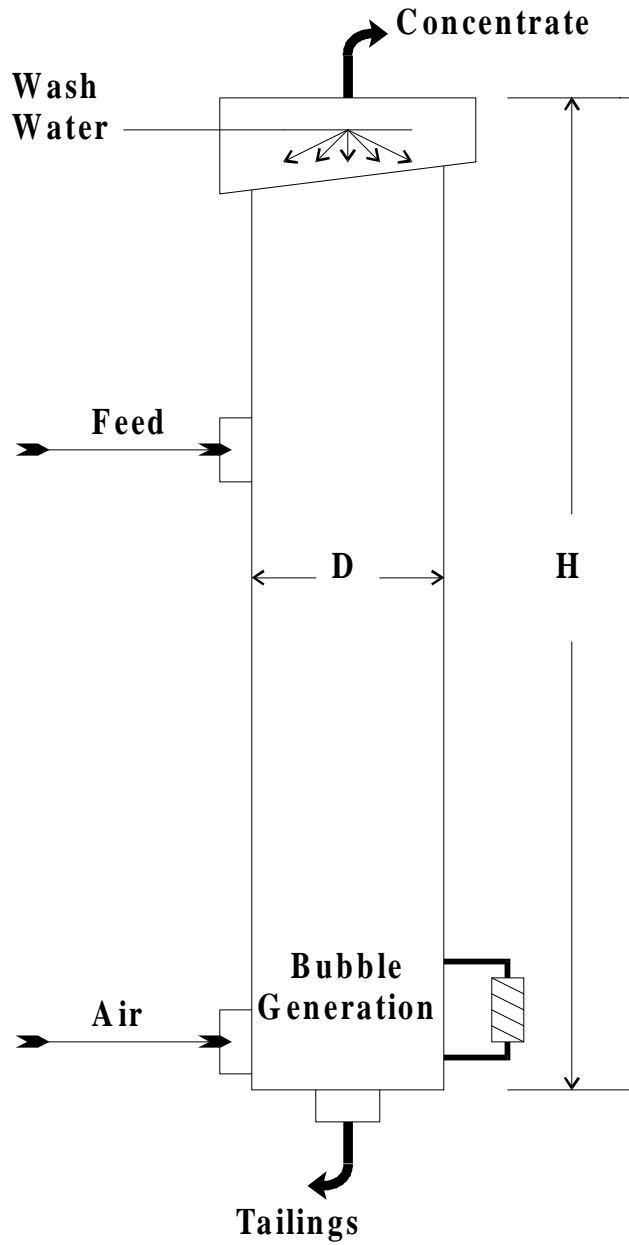 Concentrate
Wash
Water
Feed
D
H
Bubble
Generation
Air
Tailings